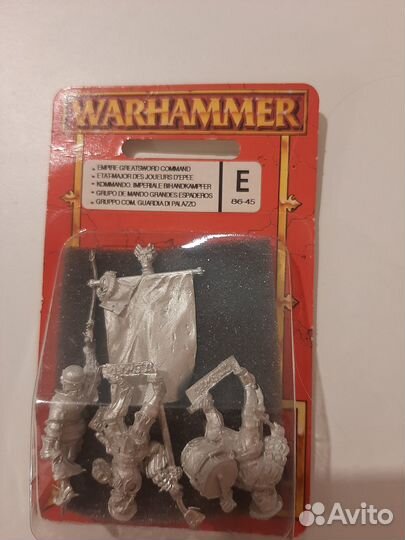 WARHAMMER
EMPIRE GREATSWORD COMMAND
ETAT-MAJOR DES JOUEURS D'EPEE
KOMMANDO: IMPERIALE BIHANDKAMPFER
GRUPO DE MANDO GRANDES ESPADEROS
GRUPPO COM. GUARDIA DI PALAZZO
E
86-45
Avito